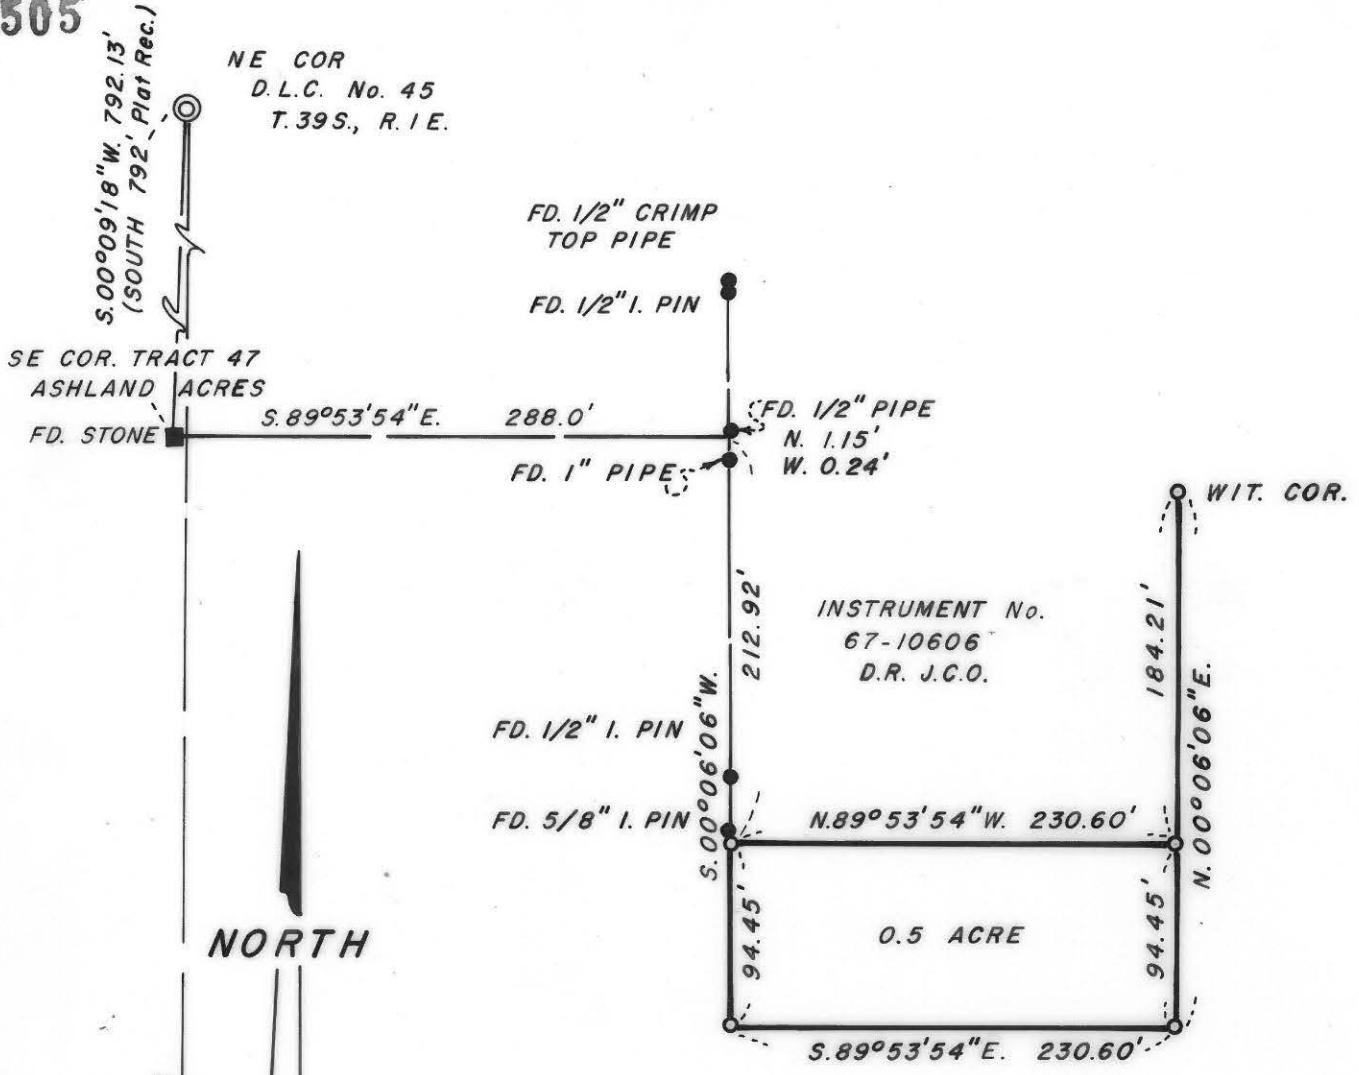 505
S.00°09'18"W. 792.13'
(SOUTH 792' Plat Rec.)
NE COR
D.L.C. No. 45
T.39S., R.1E.
FD. 1/2" CRIMP
TOP PIPE
FD. 1/2" I. PIN
SE COR. TRACT 47
ASHLAND ACRES
FD. STONE
S.89°53'54"E. 288.0'
FD. 1/2" PIPE
N. 1.15'
W. 0.24'
FD. 1" PIPE
WIT. COR.
212.92'
INSTRUMENT No.
67-10606
D.R. J.C.O.
184.21'
S.00°06'06"W.
N.00°06'06"E.
FD. 1/2" I. PIN
FD. 5/8" I. PIN
N.89°53'54"W. 230.60'
94.45'
0.5 ACRE
94.45'
NORTH
S.89°53'54"E. 230.60'